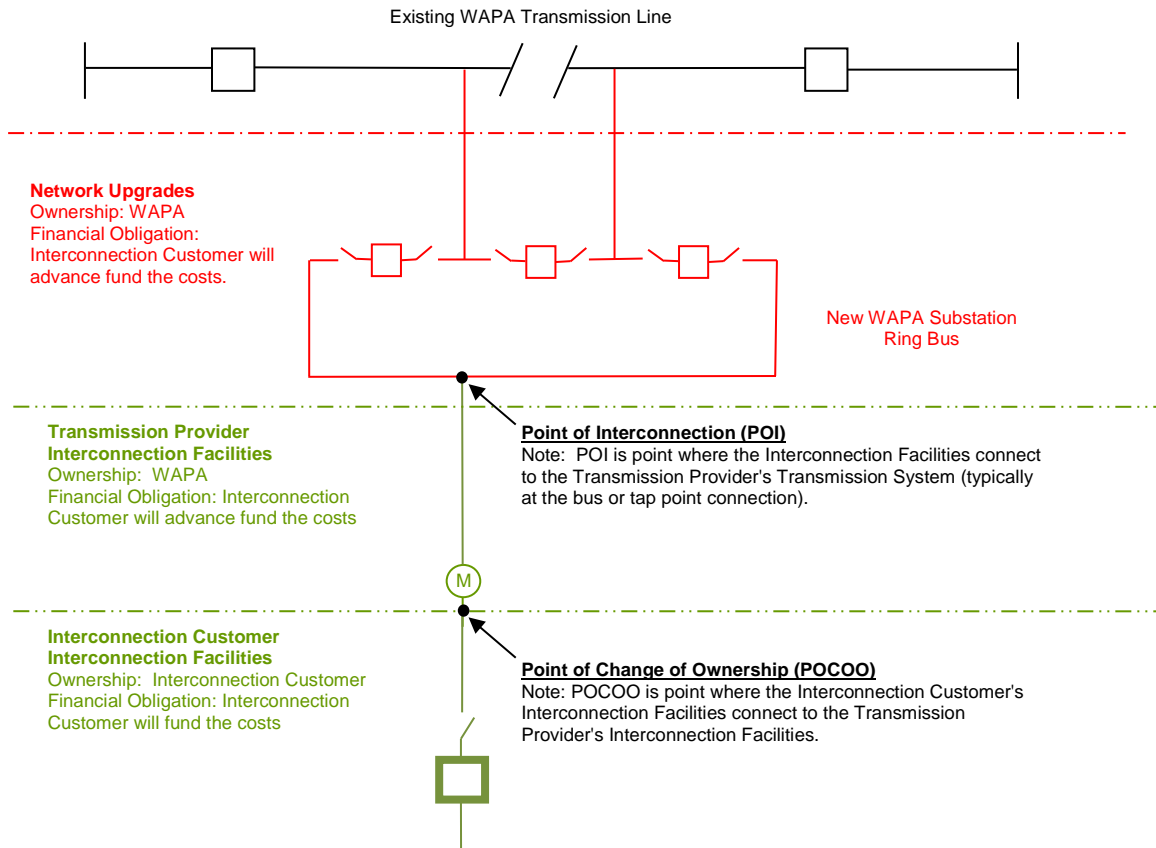 Existing WAPA Transmission Line
Network Upgrades
Ownership: WAPA
Financial Obligation:
Interconnection Customer will
advance fund the costs.
New WAPA Substation
Ring Bus
Transmission Provider
Interconnection Facilities
Ownership:  WAPA
Financial Obligation: Interconnection
Customer will advance fund the costs
Point of Interconnection (POI)
Note:  POI is point where the Interconnection Facilities connect
to the Transmission Provider's Transmission System (typically
at the bus or tap point connection).
M
Interconnection Customer
Interconnection Facilities
Ownership:  Interconnection Customer
Financial Obligation: Interconnection
Customer will fund the costs
Point of Change of Ownership (POCOO)
Note: POCOO is point where the Interconnection Customer's
Interconnection Facilities connect to the Transmission
Provider's Interconnection Facilities.